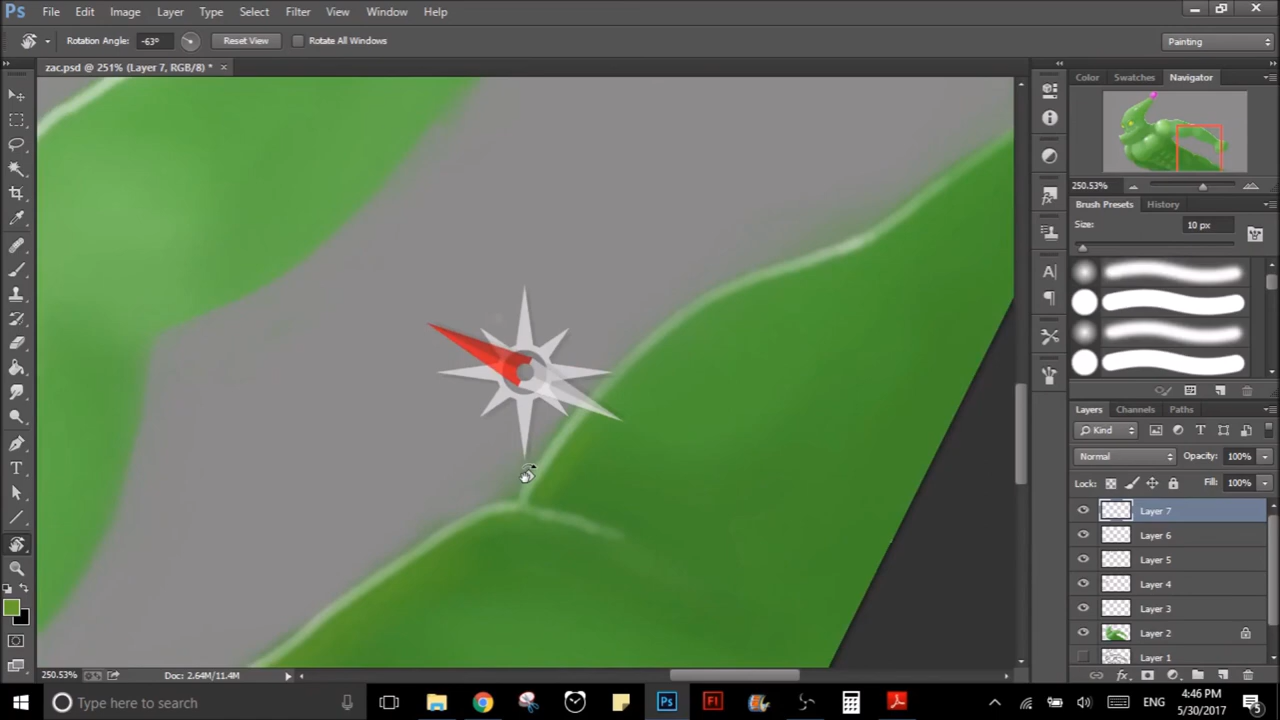 Ps File Edit Image Layer Type Select Filter View Window Help
Rotation Angle: -63° Reset View Rotate All Windows Painting
zac.psd @ 251% (Layer 7, RGB/8) * ×
Color Swatches Navigator
250.53%
Brush Presets History
Size: 10 px
Layers Channels Paths
Kind
Normal Opacity: 100%
Lock: Fill: 100%
Layer 7
Layer 6
Layer 5
Layer 4
Layer 3
Layer 2
Layer 1
250.53% Doc: 2.64M/11.4M
Type here to search
Ps Fl ENG 4:46 PM
5/30/2017 5